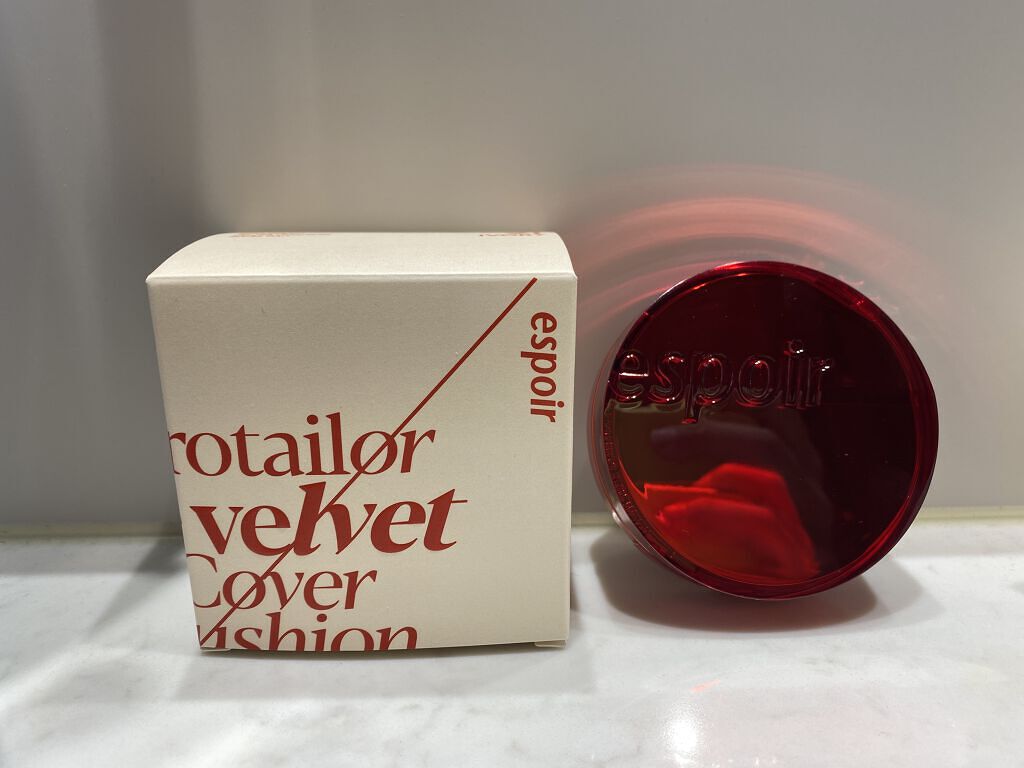 espoir
rotailor
velvet
Cover
ushion
espoir